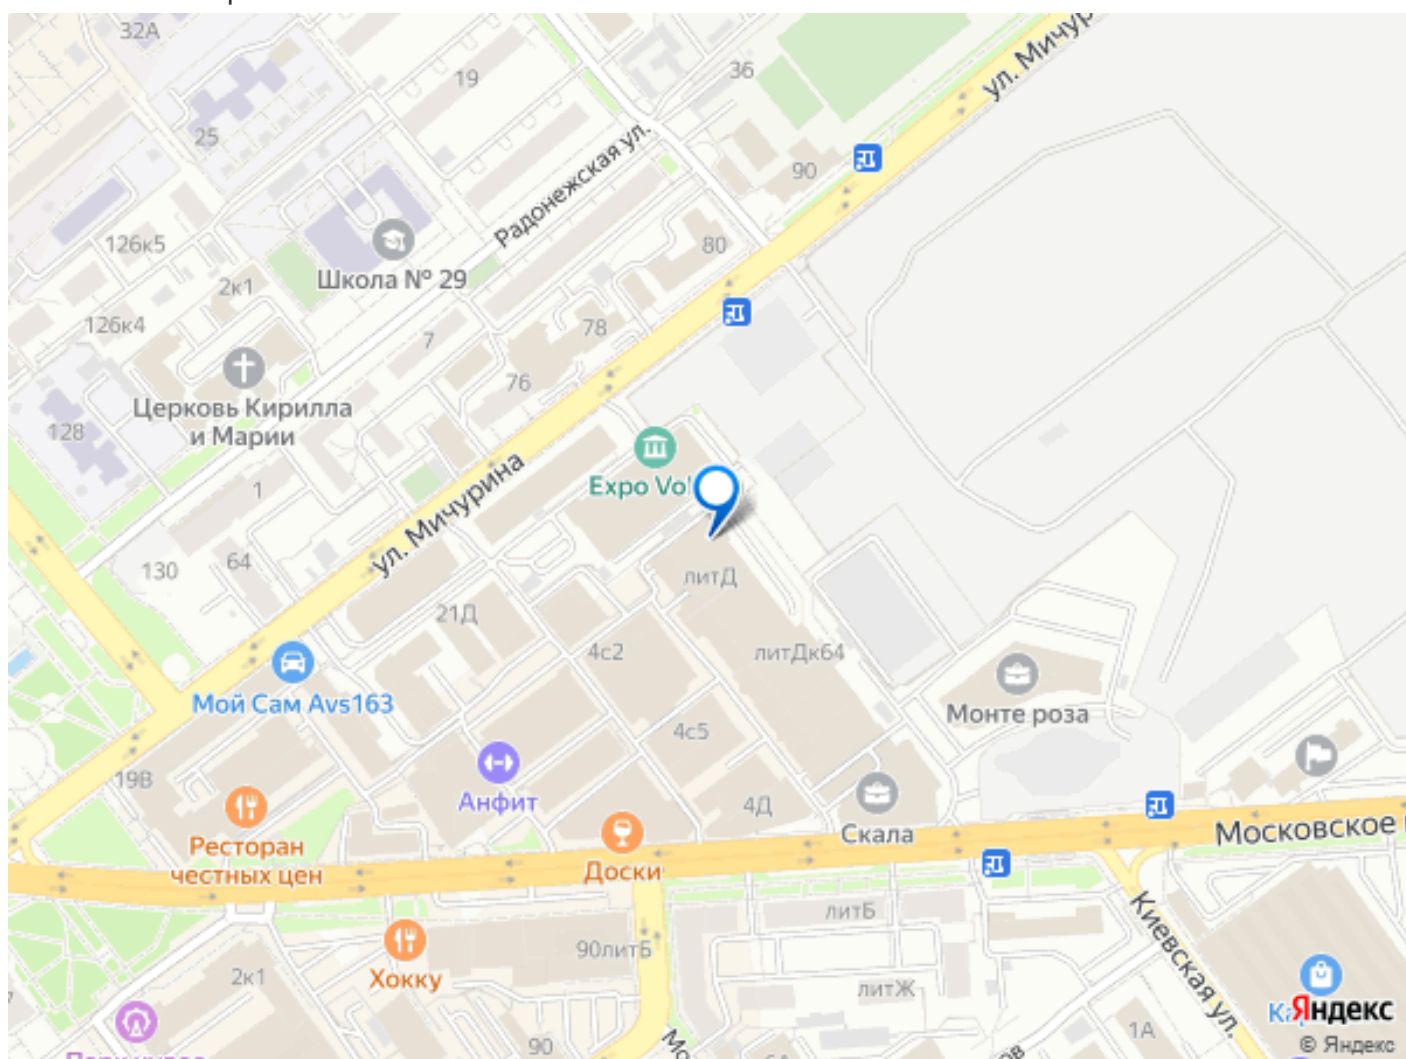 32А
ул. Мичур
36
19
25
90
Радонежская ул.
126к5
80
Школа № 29
2к1
126к4
78
7
76
Церковь Кирилла
и Марии
128
Expo Vol
1
ул. Мичурина
64
130
литД
21Д
4с2
литДк64
Мой Сам Avs163
Монте роза
4с5
19В
Анфит
4Д
Скала
Московское
Ресторан
честных цен
Доски
литБ
Киевская ул.
90литБ
Хокку
2к1
литЖ
Яндекс
1А
90
© Яндекс